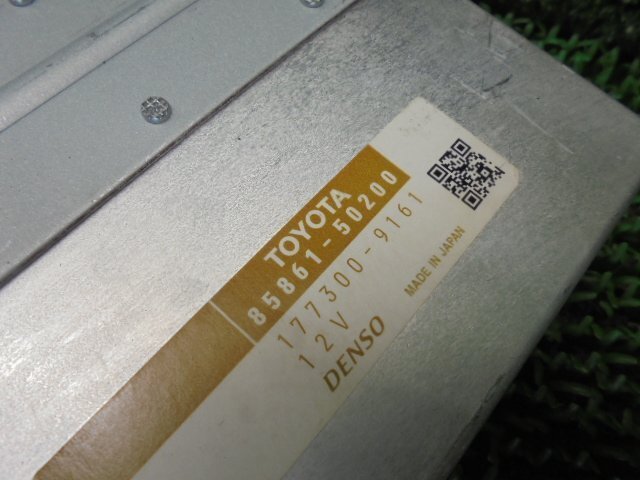 TOYOTA
85861-50200
177300-9161
12V
DENSO
MADE IN JAPAN